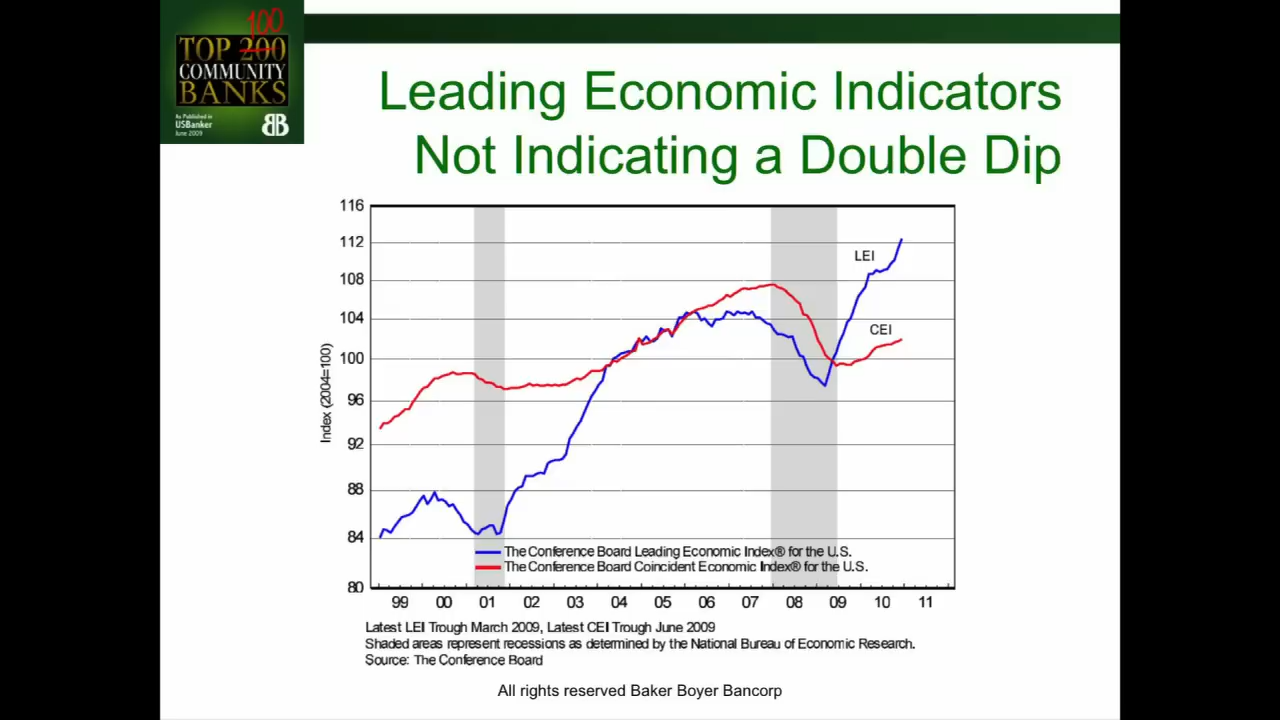 100
TOP 200
COMMUNITY
BANKS
As Published in
USBanker
June 2009
BB
Leading Economic Indicators
Not Indicating a Double Dip
116
112
108
104
100
96
92
88
84
80
Index (2004=100)
LEI
CEI
The Conference Board Leading Economic Index® for the U.S.
The Conference Board Coincident Economic Index® for the U.S.
99 00 01 02 03 04 05 06 07 08 09 10 11
Latest LEI Trough March 2009, Latest CEI Trough June 2009
Shaded areas represent recessions as determined by the National Bureau of Economic Research.
Source: The Conference Board
All rights reserved Baker Boyer Bancorp